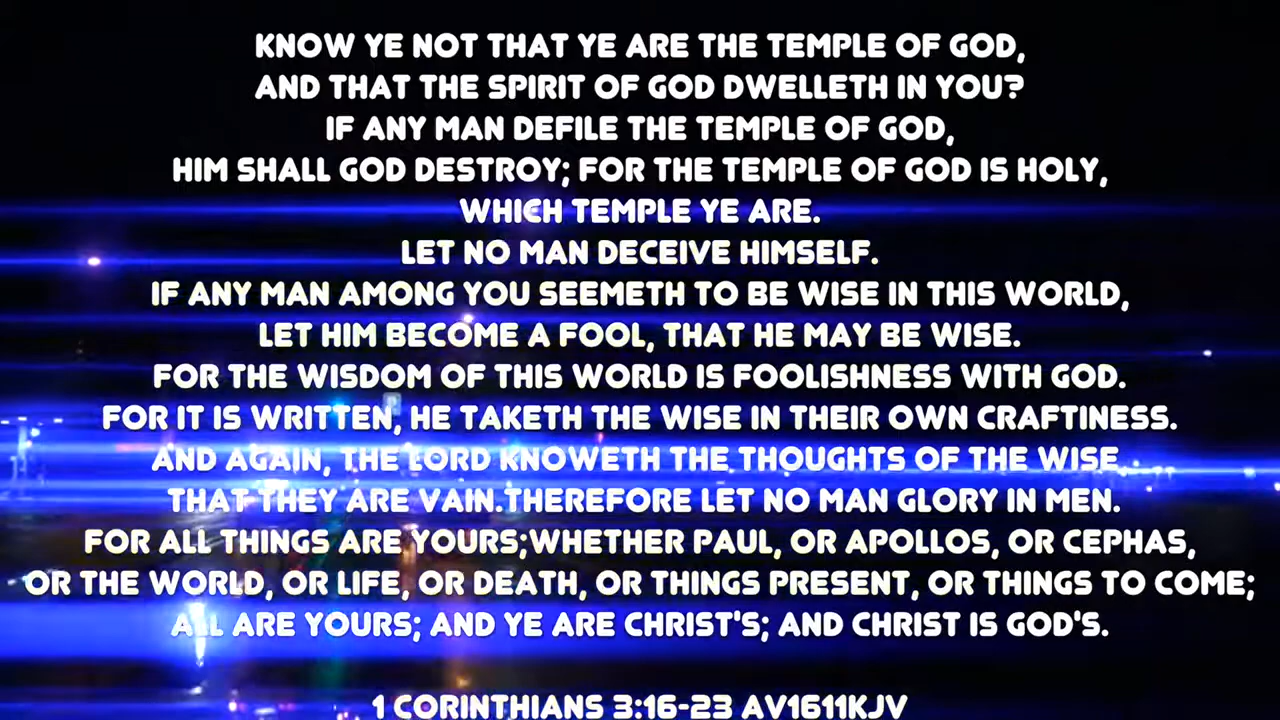 KNOW YE NOT THAT YE ARE THE TEMPLE OF GOD,
AND THAT THE SPIRIT OF GOD DWELLETH IN YOU?
IF ANY MAN DEFILE THE TEMPLE OF GOD,
HIM SHALL GOD DESTROY; FOR THE TEMPLE OF GOD IS HOLY,
WHICH TEMPLE YE ARE.
LET NO MAN DECEIVE HIMSELF.
IF ANY MAN AMONG YOU SEEMETH TO BE WISE IN THIS WORLD,
LET HIM BECOME A FOOL, THAT HE MAY BE WISE.
FOR THE WISDOM OF THIS WORLD IS FOOLISHNESS WITH GOD.
FOR IT IS WRITTEN, HE TAKETH THE WISE IN THEIR OWN CRAFTINESS.
AND AGAIN, THE LORD KNOWETH THE THOUGHTS OF THE WISE,
THAT THEY ARE VAIN.THEREFORE LET NO MAN GLORY IN MEN.
FOR ALL THINGS ARE YOURS;WHETHER PAUL, OR APOLLOS, OR CEPHAS,
OR THE WORLD, OR LIFE, OR DEATH, OR THINGS PRESENT, OR THINGS TO COME;
ALL ARE YOURS; AND YE ARE CHRIST'S; AND CHRIST IS GOD'S.
1 CORINTHIANS 3:16-23 AV1611KJV